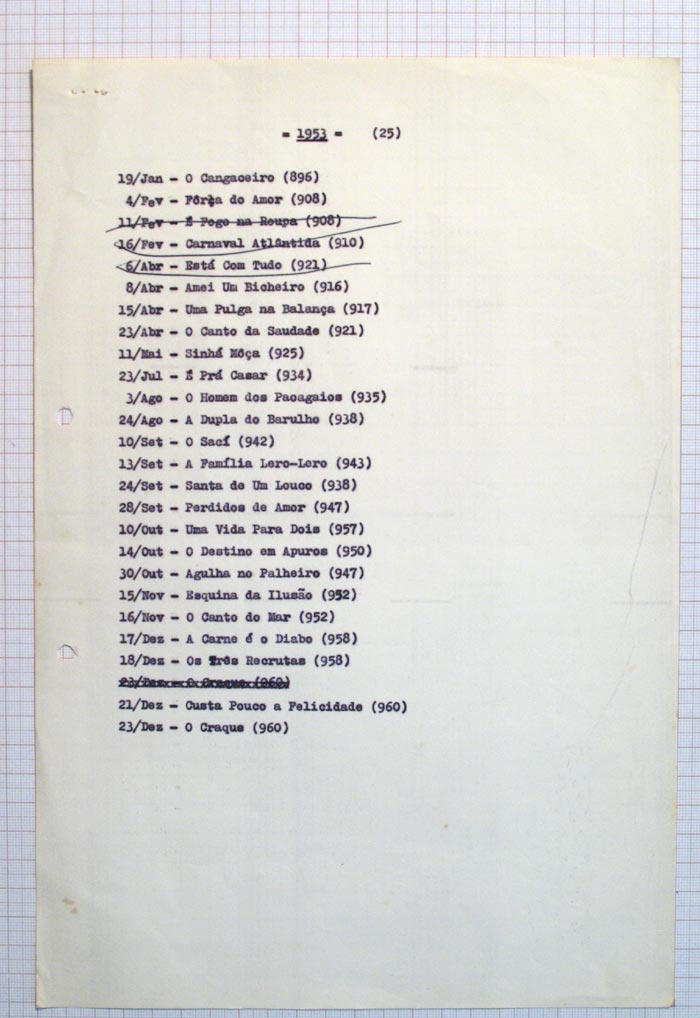 = 1953 = (25)
19/Jan - O Cangaceiro (896)
4/Fev - Fôrça do Amor (908)
11/Fev - É Fogo na Roupa (908)
16/Fev - Carnaval Atlântida (910)
6/Abr - Está Com Tudo (921)
8/Abr - Amei Um Bicheiro (916)
15/Abr - Uma Pulga na Balança (917)
23/Abr - O Canto da Saudade (921)
11/Mai - Sinhá Môça (925)
23/Jul - É Prá Casar (934)
3/Ago - O Homem dos Papagaios (935)
24/Ago - A Dupla do Barulho (938)
10/Set - O Sací (942)
13/Set - A Família Lero-Lero (943)
24/Set - Santa de Um Louco (938)
28/Set - Perdidos de Amor (947)
10/Out - Uma Vida Para Dois (957)
14/Out - O Destino em Apuros (950)
30/Out - Agulha no Palheiro (947)
15/Nov - Esquina da Ilusão (952)
16/Nov - O Canto do Mar (952)
17/Dez - A Carne é o Diabo (958)
18/Dez - Os Três Recrutas (958)
23/Dez - O Craque (960)
21/Dez - Custa Pouco a Felicidade (960)
23/Dez - O Craque (960)